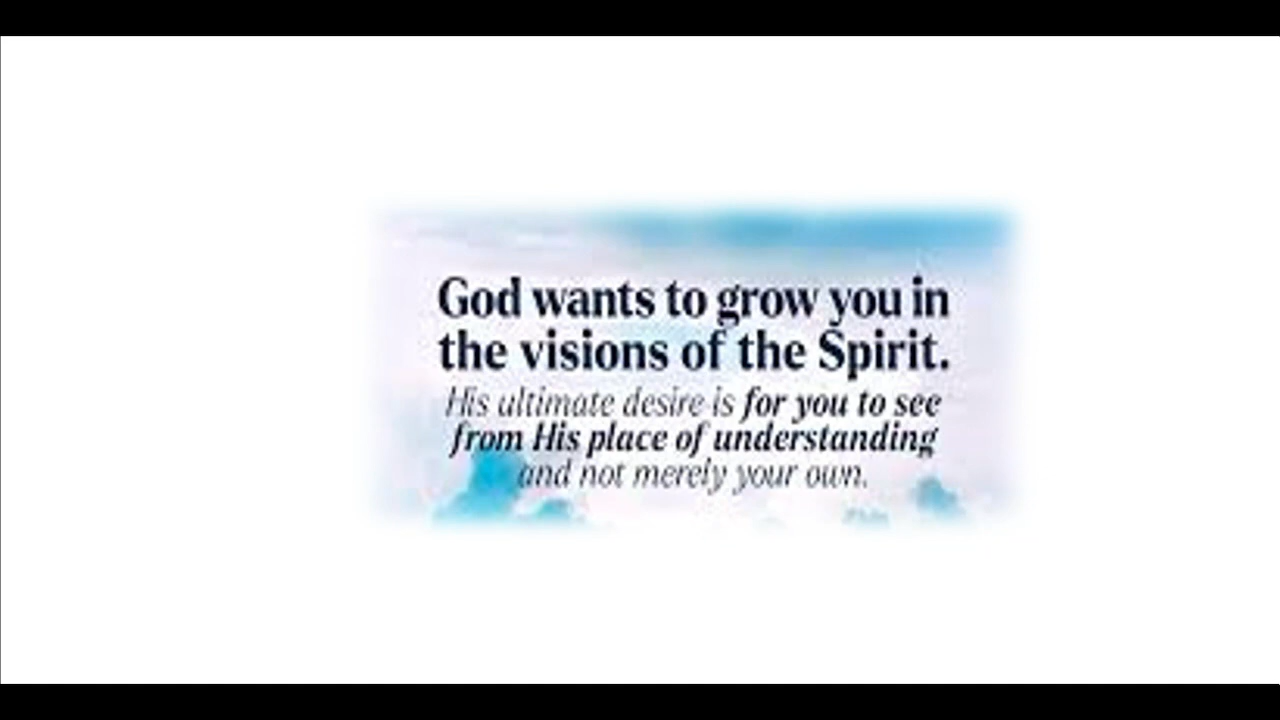 God wants to grow you in
the visions of the Spirit.
His ultimate desire is for you to see
from His place of understanding
and not merely your own.